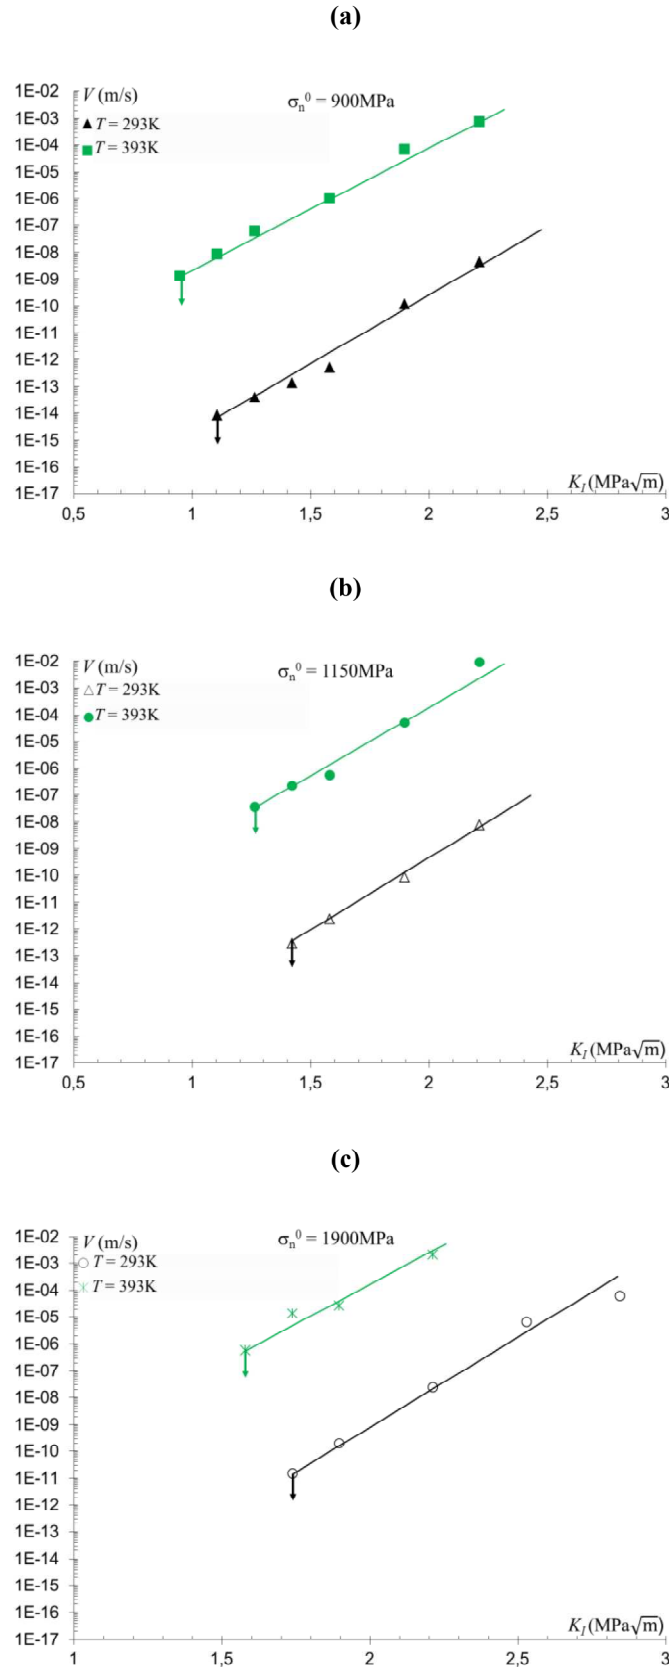 (a)
V (m/s)
σn⁰ = 900MPa
T = 293K
T = 393K
1E-02
1E-03
1E-04
1E-05
1E-06
1E-07
1E-08
1E-09
1E-10
1E-11
1E-12
1E-13
1E-14
1E-15
1E-16
1E-17
KI (MPa√m)
0,5 1 1,5 2 2,5 3
(b)
V (m/s)
σn⁰ = 1150MPa
T = 293K
T = 393K
1E-02
1E-03
1E-04
1E-05
1E-06
1E-07
1E-08
1E-09
1E-10
1E-11
1E-12
1E-13
1E-14
1E-15
1E-16
1E-17
KI (MPa√m)
0,5 1 1,5 2 2,5 3
(c)
V (m/s)
σn⁰ = 1900MPa
T = 293K
T = 393K
1E-02
1E-03
1E-04
1E-05
1E-06
1E-07
1E-08
1E-09
1E-10
1E-11
1E-12
1E-13
1E-14
1E-15
1E-16
1E-17
KI (MPa√m)
1 1,5 2 2,5 3